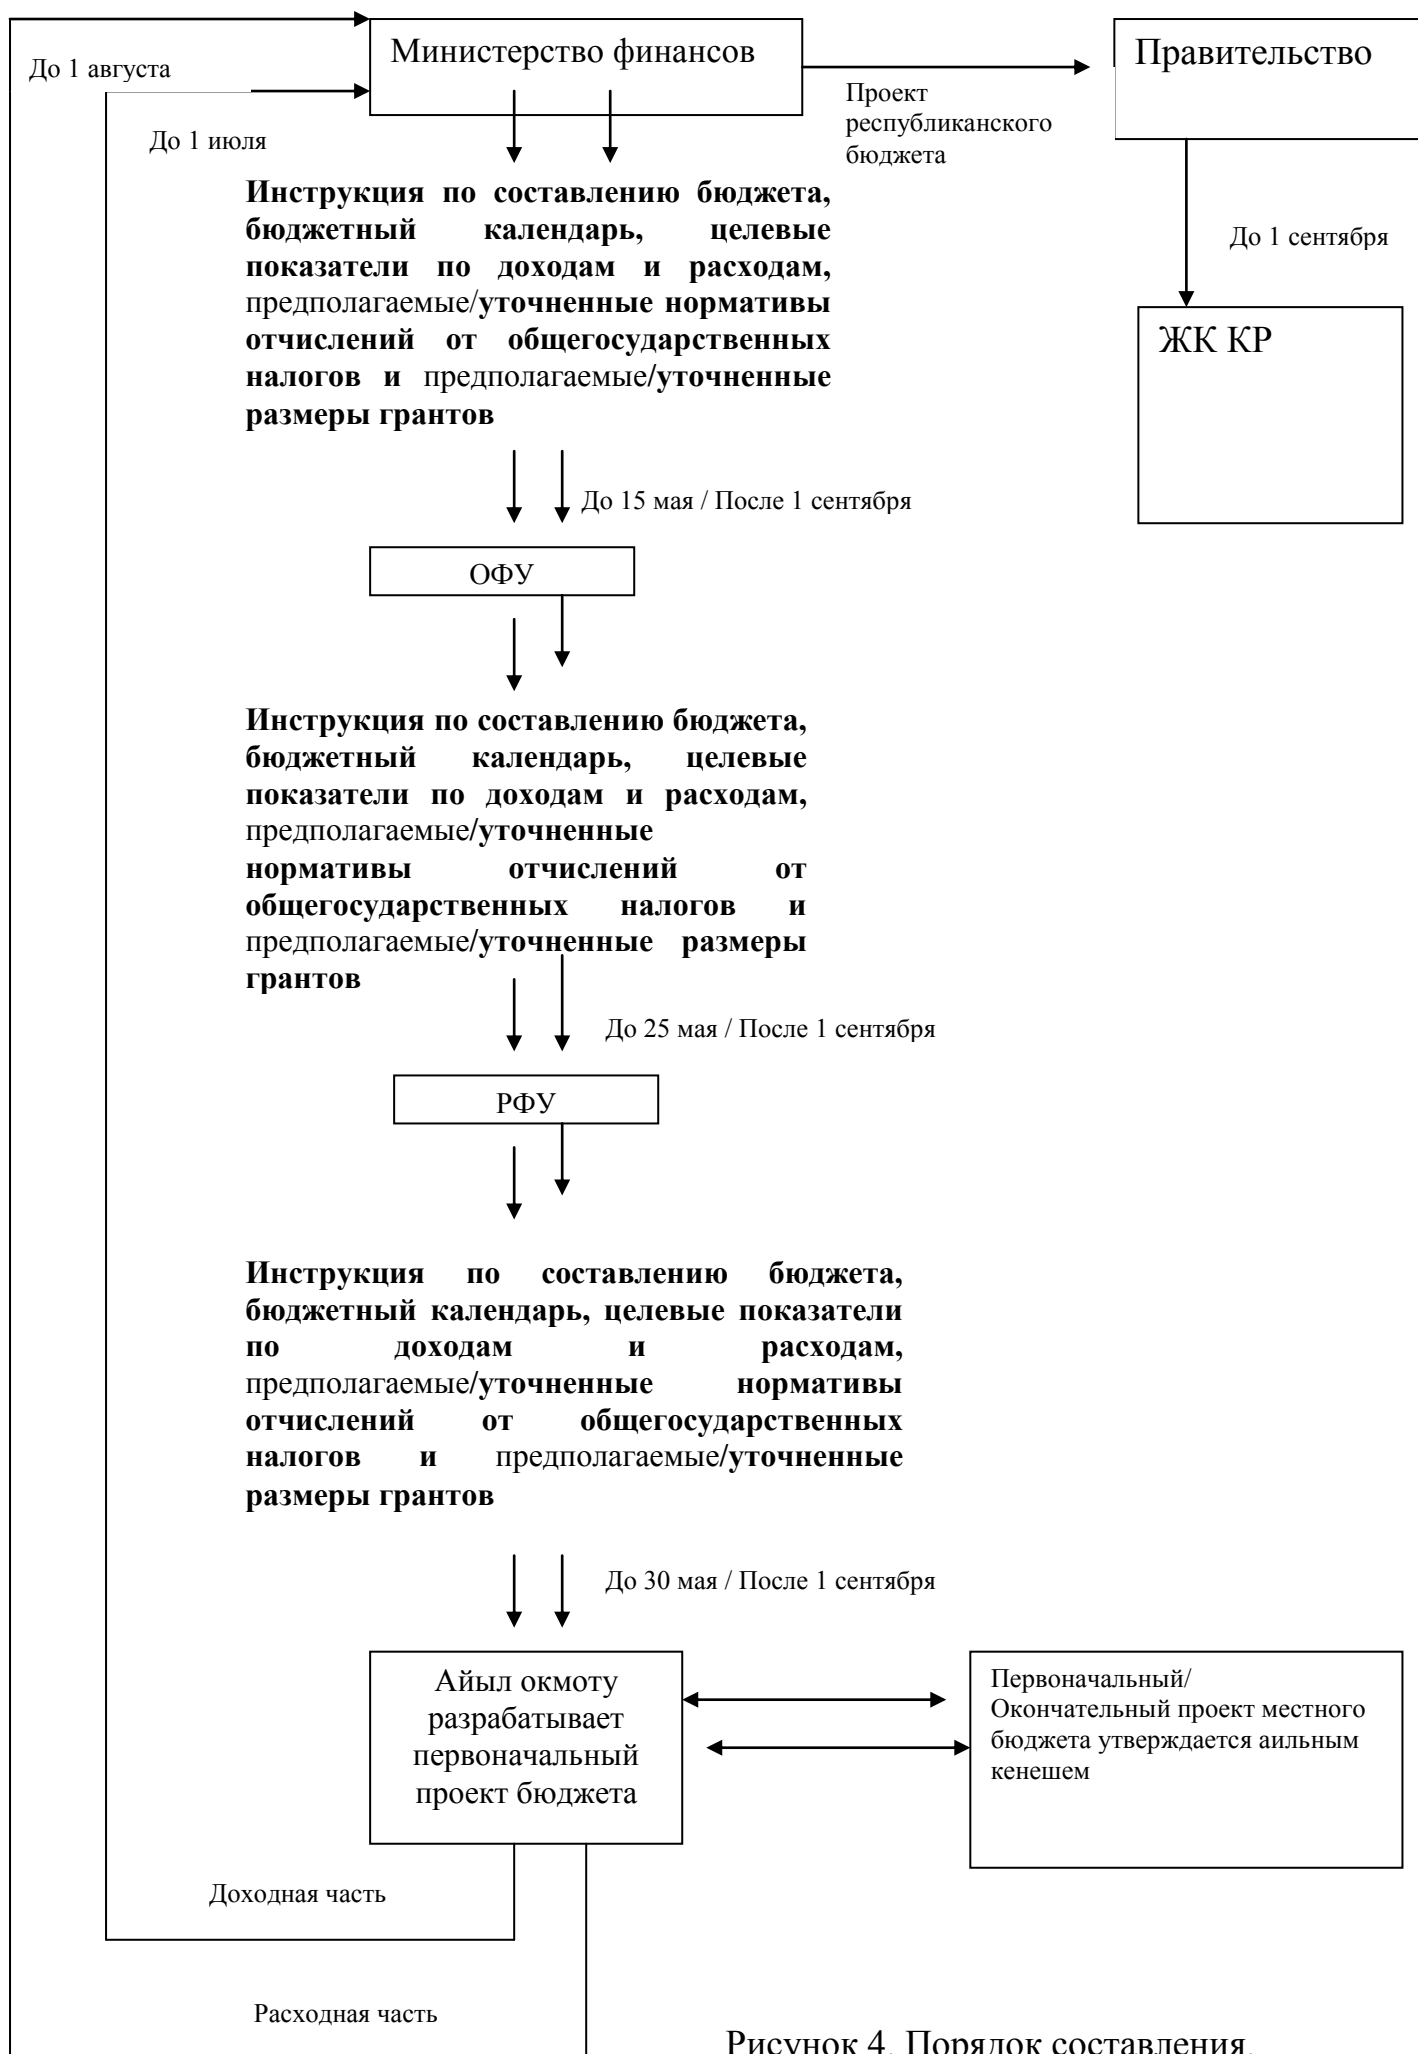 Министерство финансов
Правительство
До 1 августа
Проект
республиканского
бюджета
До 1 июля
Инструкция по составлению бюджета,
бюджетный календарь, целевые
показатели по доходам и расходам,
предполагаемые/уточненные нормативы
отчислений от общегосударственных
налогов и предполагаемые/уточненные
размеры грантов
До 1 сентября
ЖК КР
До 15 мая / После 1 сентября
ОФУ
Инструкция по составлению бюджета,
бюджетный календарь, целевые
показатели по доходам и расходам,
предполагаемые/уточненные
нормативы отчислений от
общегосударственных налогов и
предполагаемые/уточненные размеры
грантов
До 25 мая / После 1 сентября
РФУ
Инструкция по составлению бюджета,
бюджетный календарь, целевые показатели
по доходам и расходам,
предполагаемые/уточненные нормативы
отчислений от общегосударственных
налогов и предполагаемые/уточненные
размеры грантов
До 30 мая / После 1 сентября
Айыл окмоту
разрабатывает
первоначальный
проект бюджета
Первоначальный/
Окончательный проект местного
бюджета утверждается аильным
кенешем
Доходная часть
Расходная часть
Рисунок 4. Порядок составления,